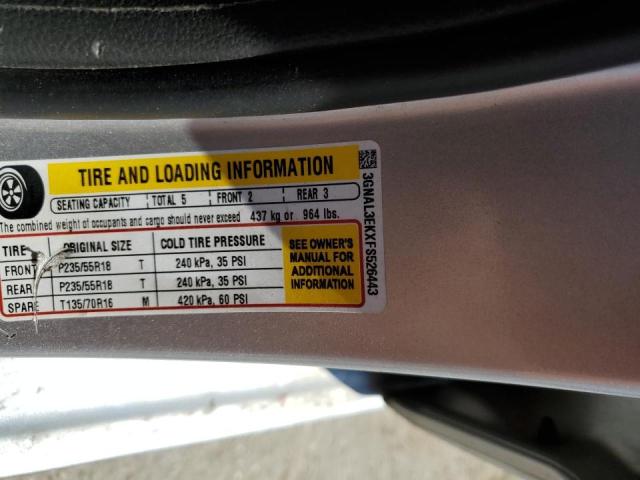 TIRE AND LOADING INFORMATION
SEATING CAPACITY TOTAL 5 FRONT 2 REAR 3
The combined weight of occupants and cargo should never exceed 437 kg or 964 lbs.
TIRE ORIGINAL SIZE COLD TIRE PRESSURE
FRONT P235/55R18 T 240 kPa, 35 PSI
REAR P235/55R18 T 240 kPa, 35 PSI
SPARE T135/70R16 M 420 kPa, 60 PSI
SEE OWNER'S
MANUAL FOR
ADDITIONAL
INFORMATION
3GNAL3EKXFS526443